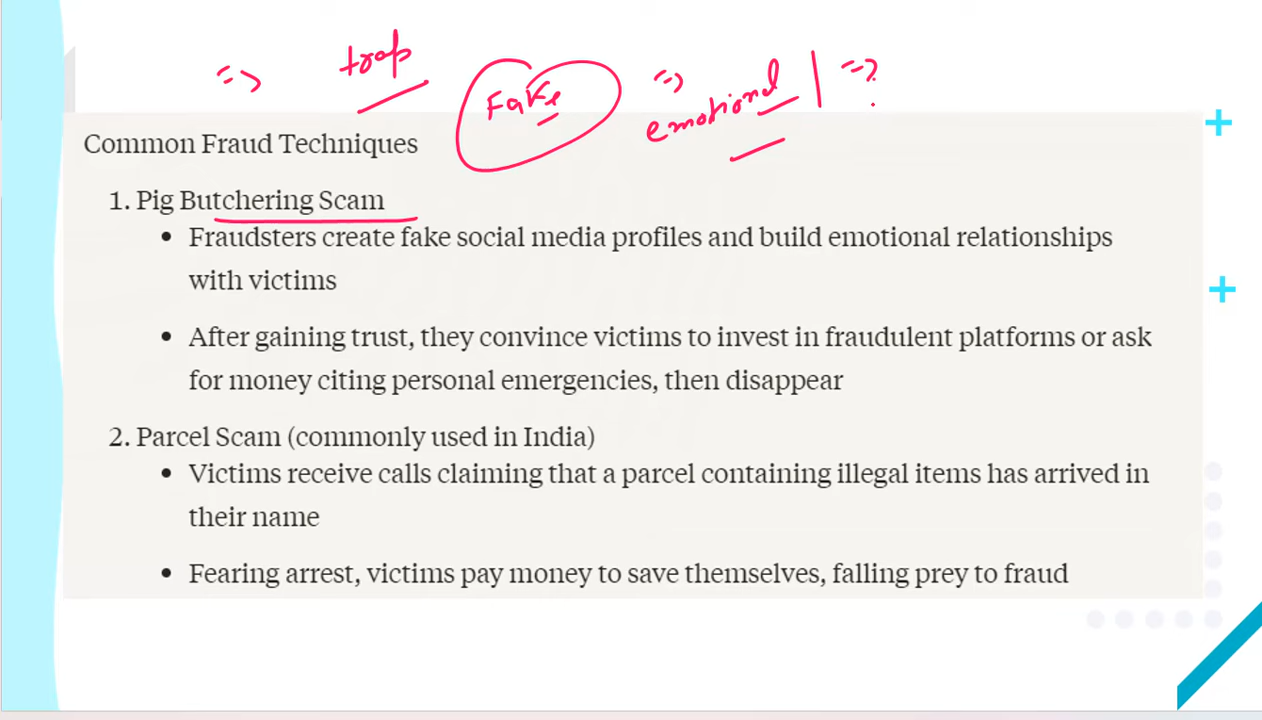 => trap Fake => emotional | => ?
Common Fraud Techniques
1. Pig Butchering Scam
• Fraudsters create fake social media profiles and build emotional relationships
with victims
• After gaining trust, they convince victims to invest in fraudulent platforms or ask
for money citing personal emergencies, then disappear
2. Parcel Scam (commonly used in India)
• Victims receive calls claiming that a parcel containing illegal items has arrived in
their name
• Fearing arrest, victims pay money to save themselves, falling prey to fraud